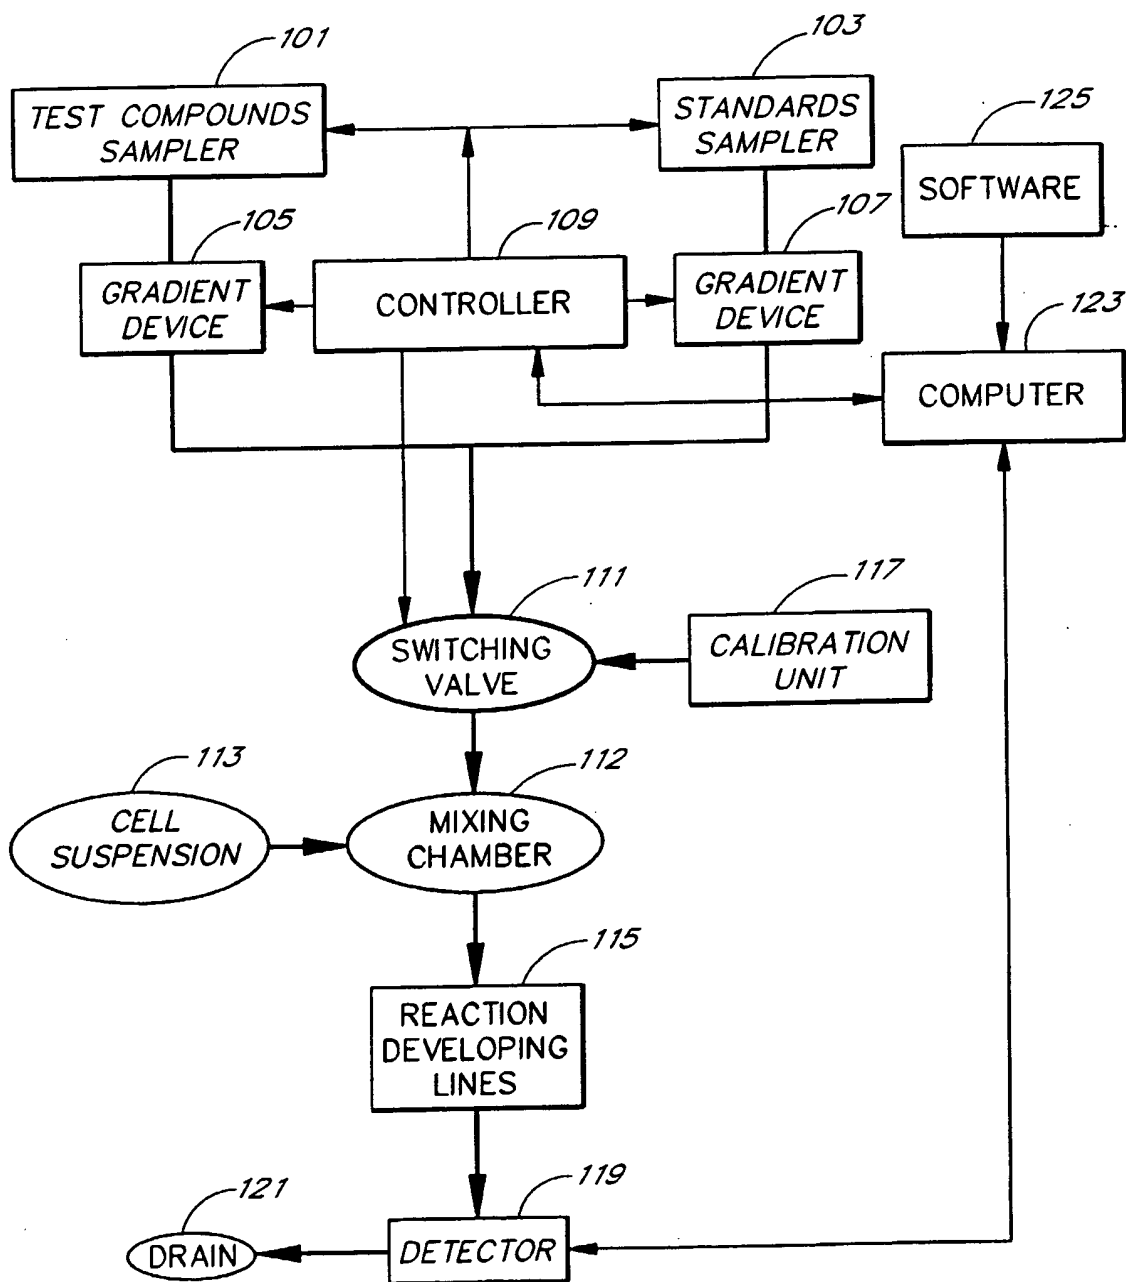 101
103
TEST COMPOUNDS
SAMPLER
STANDARDS
SAMPLER
125
SOFTWARE
105
109
107
GRADIENT
DEVICE
CONTROLLER
GRADIENT
DEVICE
123
COMPUTER
111
117
SWITCHING
VALVE
CALIBRATION
UNIT
113
112
CELL
SUSPENSION
MIXING
CHAMBER
115
REACTION
DEVELOPING
LINES
121
119
DRAIN
DETECTOR